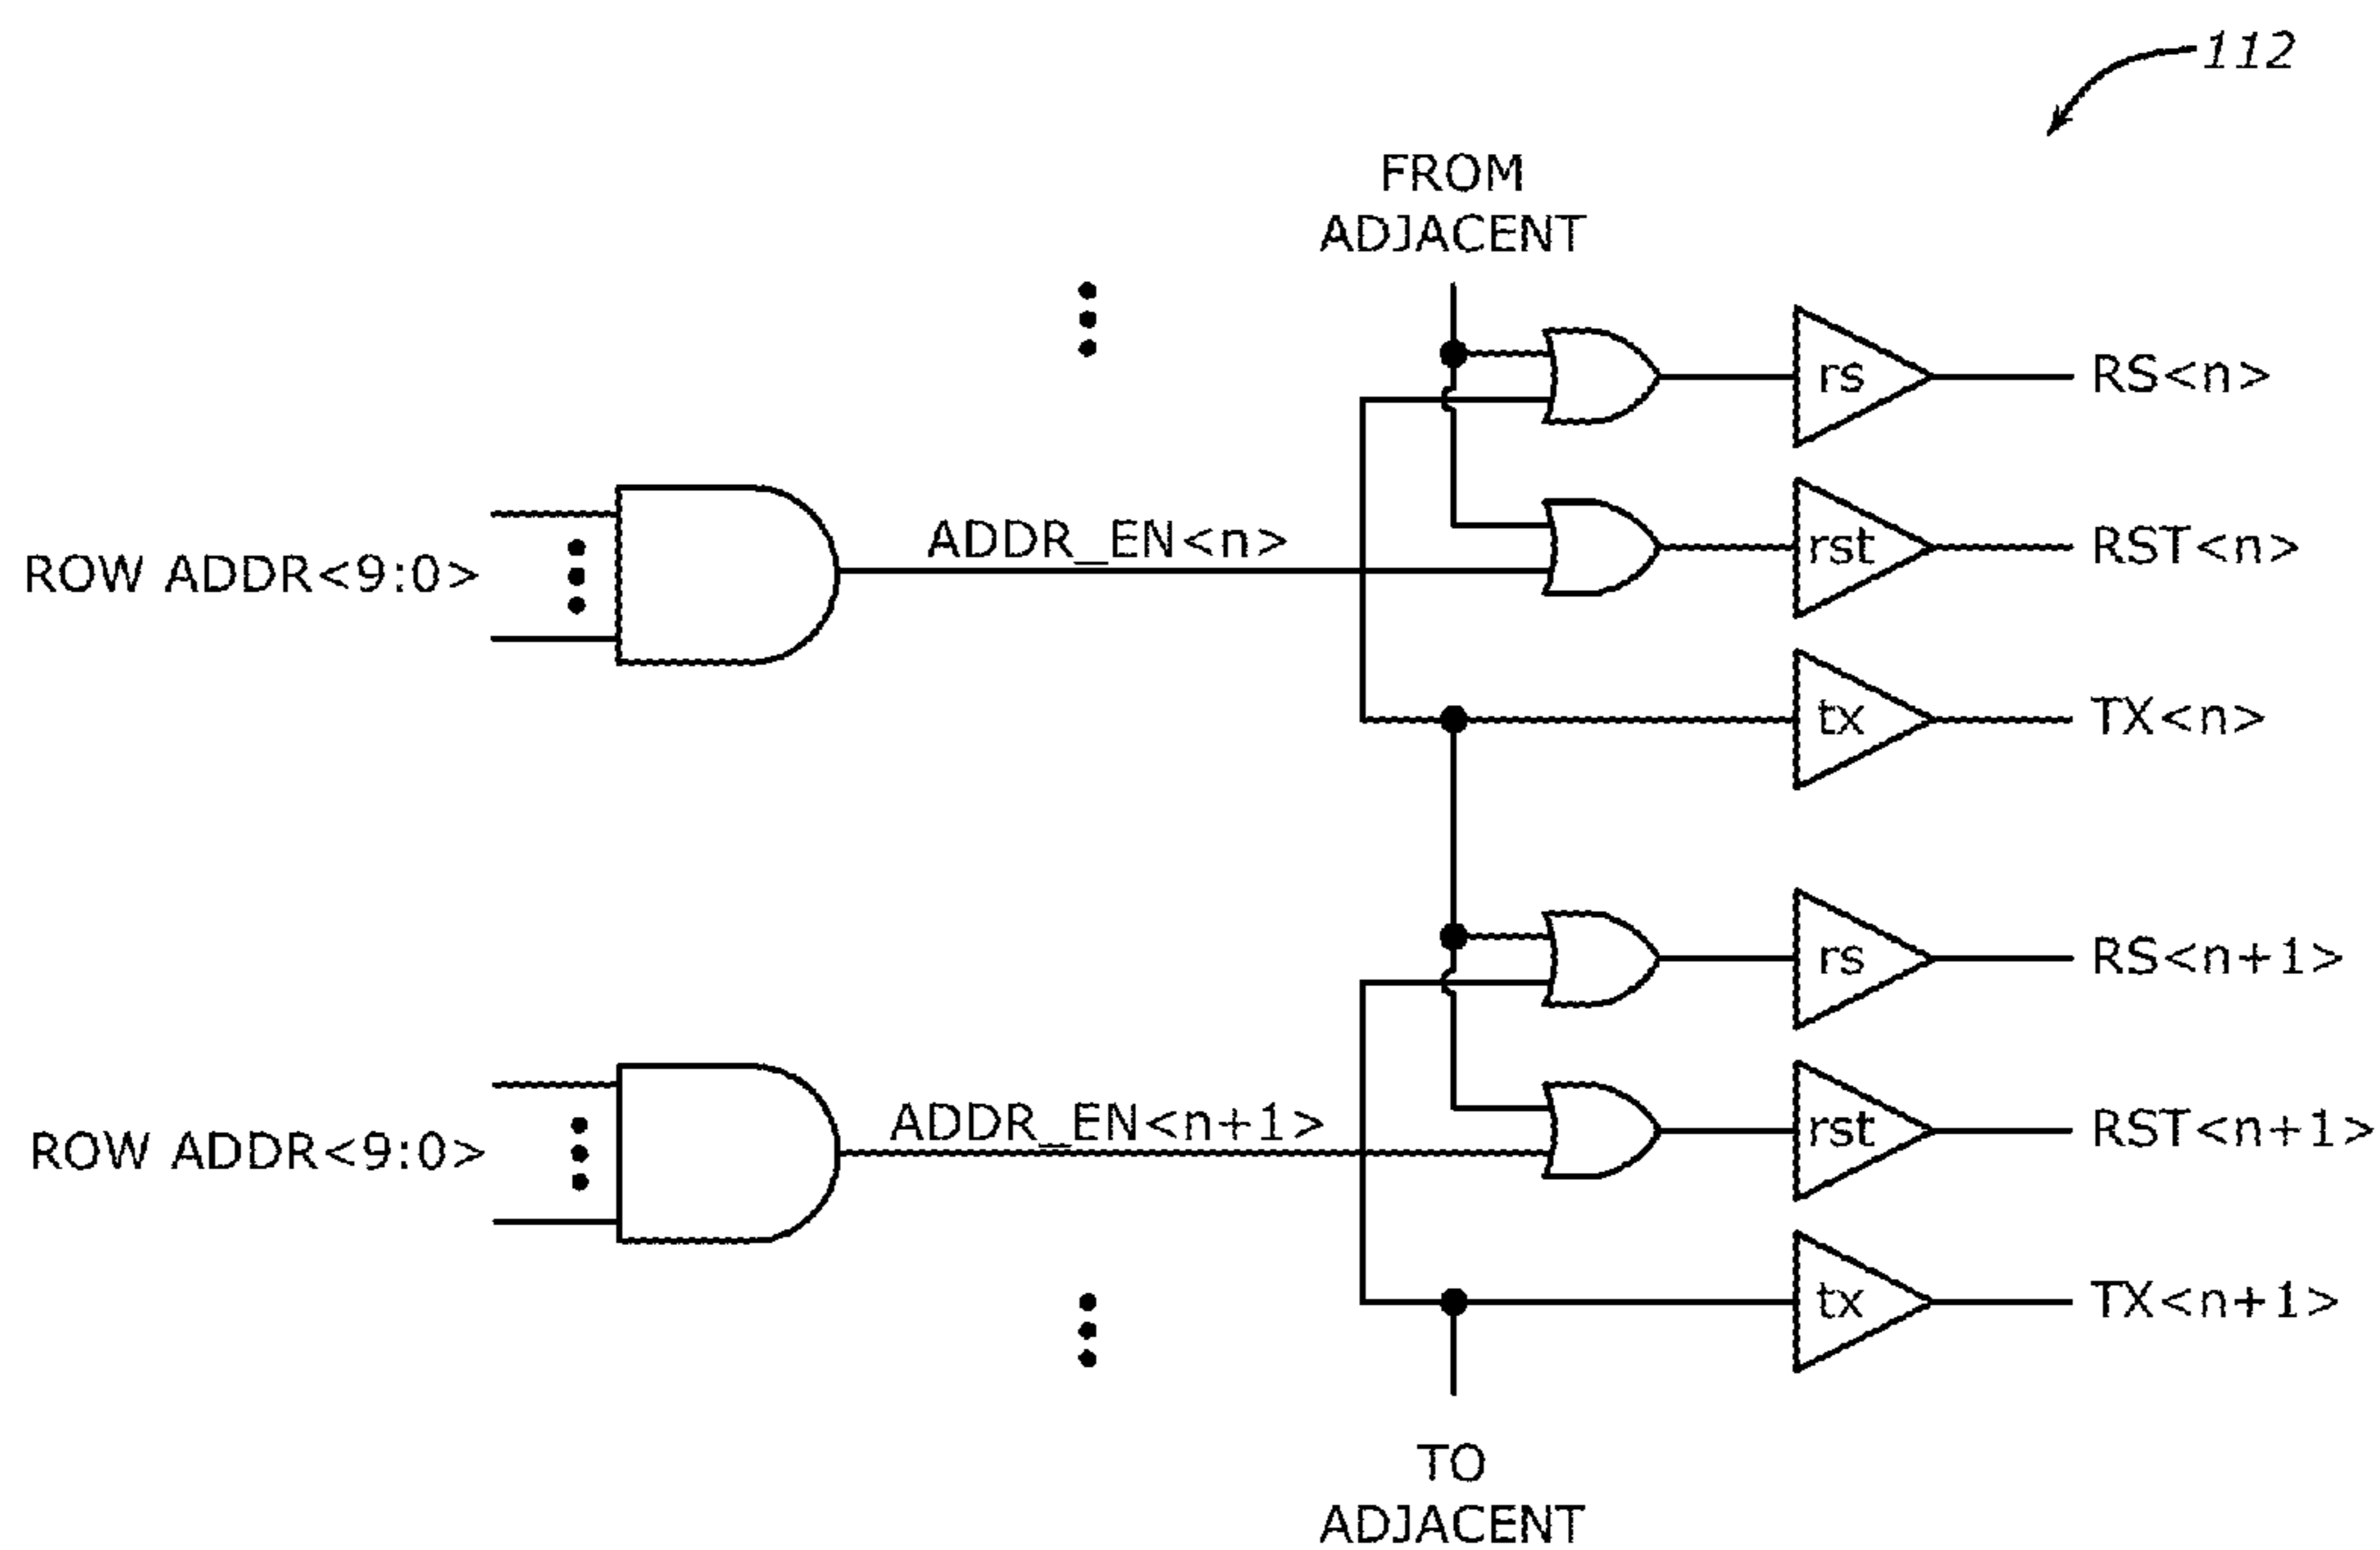 112
FROM
ADJACENT
rs
RS<n>
ADDR_EN<n>
rst
RST<n>
ROW ADDR<9:0>
tx
TX<n>
rs
RS<n+1>
ADDR_EN<n+1>
rst
RST<n+1>
ROW ADDR<9:0>
tx
TX<n+1>
TO
ADJACENT